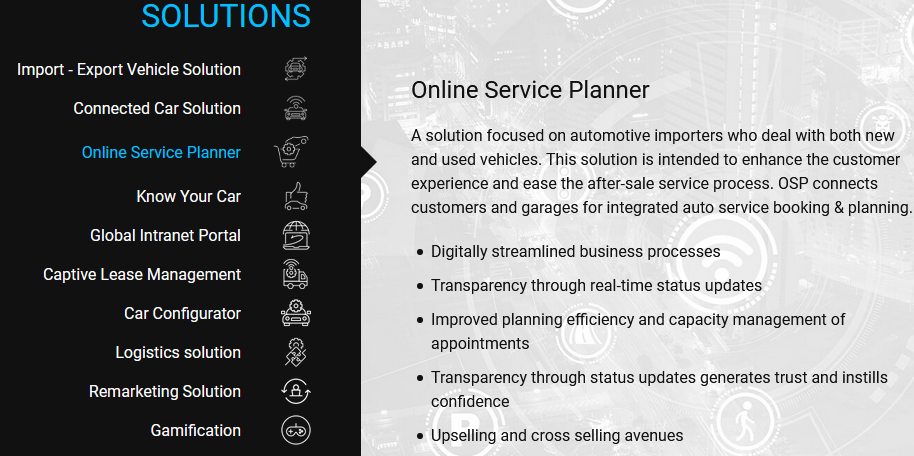 SOLUTIONS
Import - Export Vehicle Solution
Connected Car Solution
Online Service Planner
Know Your Car
Global Intranet Portal
Captive Lease Management
Car Configurator
Logistics solution
Remarketing Solution
Gamification
Online Service Planner
A solution focused on automotive importers who deal with both new
and used vehicles. This solution is intended to enhance the customer
experience and ease the after-sale service process. OSP connects
customers and garages for integrated auto service booking & planning.
Digitally streamlined business processes
Transparency through real-time status updates
Improved planning efficiency and capacity management of
appointments
Transparency through status updates generates trust and instills
confidence
Upselling and cross selling avenues